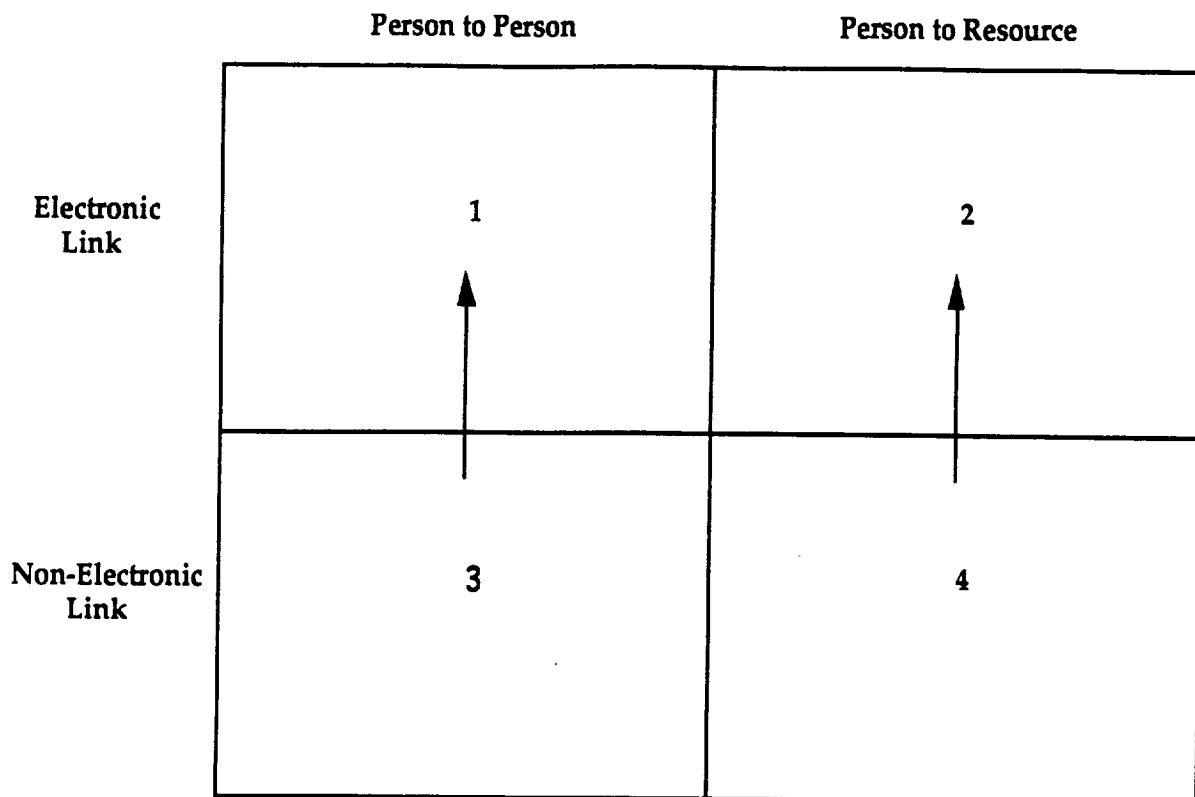 Person to Person
Person to Resource
Electronic
Link
1
2
Non-Electronic
Link
3
4